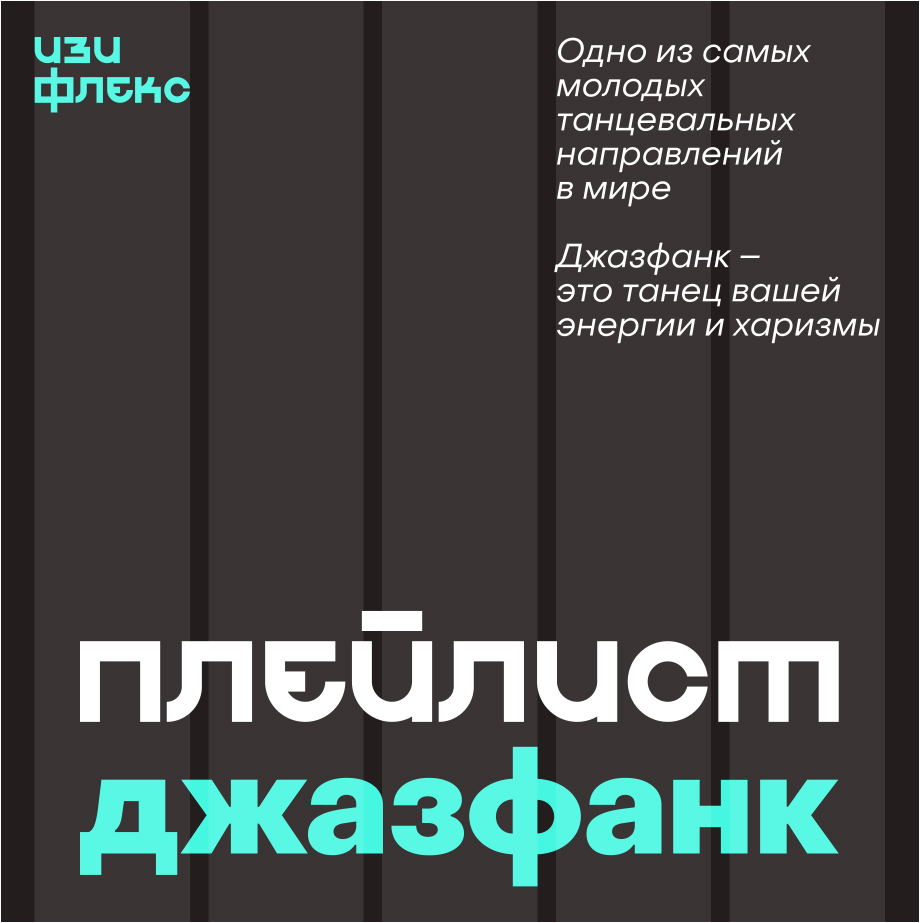 изи
флекс
Одно из самых
молодых
танцевальных
направлений
в мире
Джазфанк –
это танец вашей
энергии и харизмы
плейлист
джазфанк